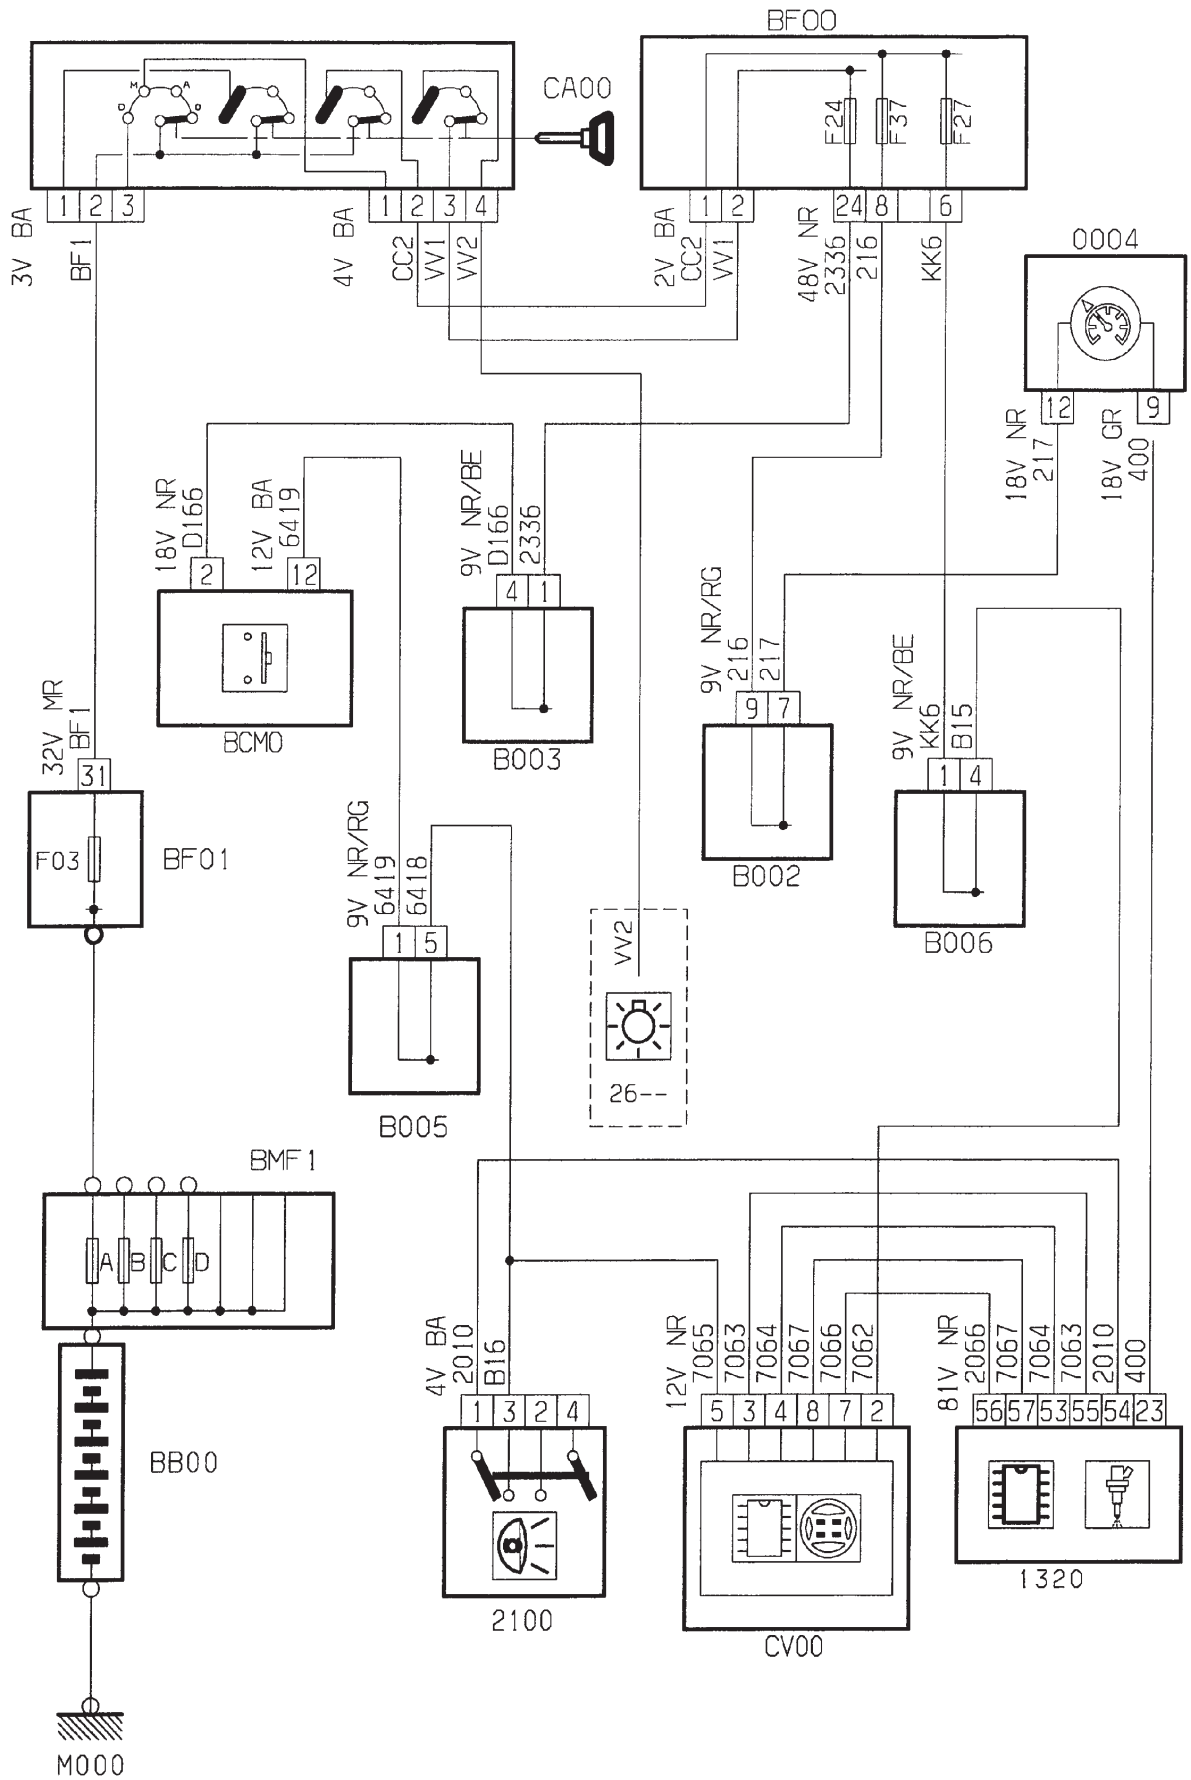 BF00
CA00
M
A
D
D
F24
F37
F27
1
2
3
1
2
3
4
1
2
24
8
6
3V BA
BF1
4V BA
CC2
VV1
VV2
2V BA
CC2
VV1
48V NR
2336
216
KK6
0004
12
9
18V NR
217
18V GR
400
18V NR
D166
12V BA
6419
9V NR/BE
D166
2336
2
12
4
1
BCM0
B003
9V NR/RG
216
217
9V NR/BE
KK6
B15
9
7
1
4
B002
B006
32V MR
BF1
31
F03
BF01
9V NR/RG
6419
6418
1
5
B005
VV2
26--
BMF1
A
B
C
D
BB00
M000
4V BA
2010
B16
1
3
2
4
2100
12V NR
7065
7063
7064
7067
7066
7062
5
3
4
8
7
2
CV00
81V NR
2066
7067
7064
7063
2010
400
56
57
53
55
54
23
1320